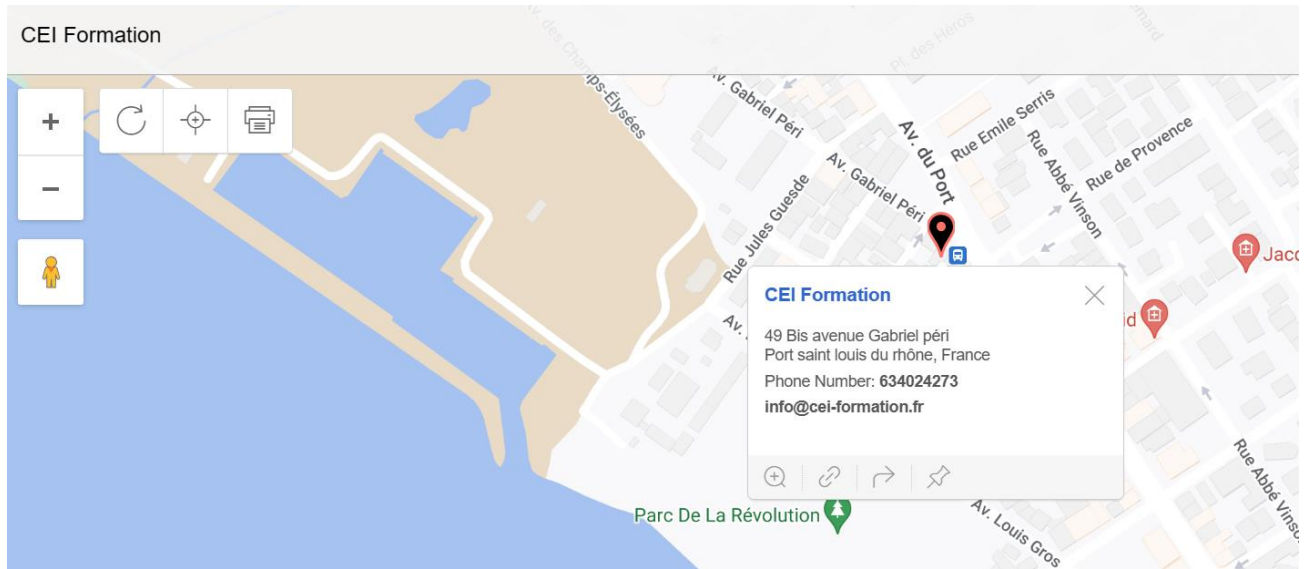 CEI Formation
Av. des Champs-Élysées
Pl. des Héros
Av. Gabriel Péri
Av. du Port
Rue Emile Serris
Rue Abbé Vinson
Rue de Provence
Av. Gabriel Péri
Rue Jules Guesde
Jacq
Av.
id
CEI Formation
49 Bis avenue Gabriel péri
Port saint louis du rhône, France
Phone Number: 634024273
info@cei-formation.fr
Parc De La Révolution
Av. Louis Gros
Rue Abbé Vinson